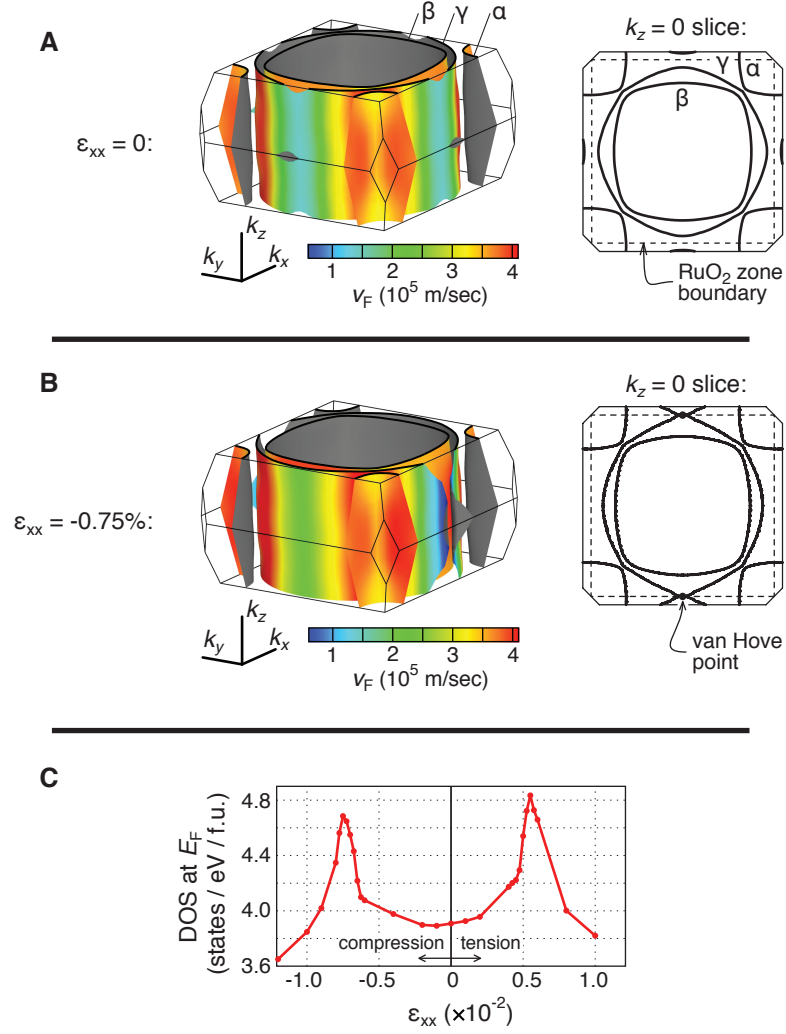 A
β γ α
k_z = 0 slice:
γ α
β
ε_xx = 0:
k_z
k_y k_x
1 2 3 4
v_F (10^5 m/sec)
RuO_2 zone
boundary
B
k_z = 0 slice:
ε_xx = -0.75%:
k_z
k_y k_x
1 2 3 4
v_F (10^5 m/sec)
van Hove
point
C
DOS at E_F
(states / eV / f.u.)
4.8
4.4
4.0
3.6
compression tension
-1.0 -0.5 0 0.5 1.0
ε_xx (×10^-2)